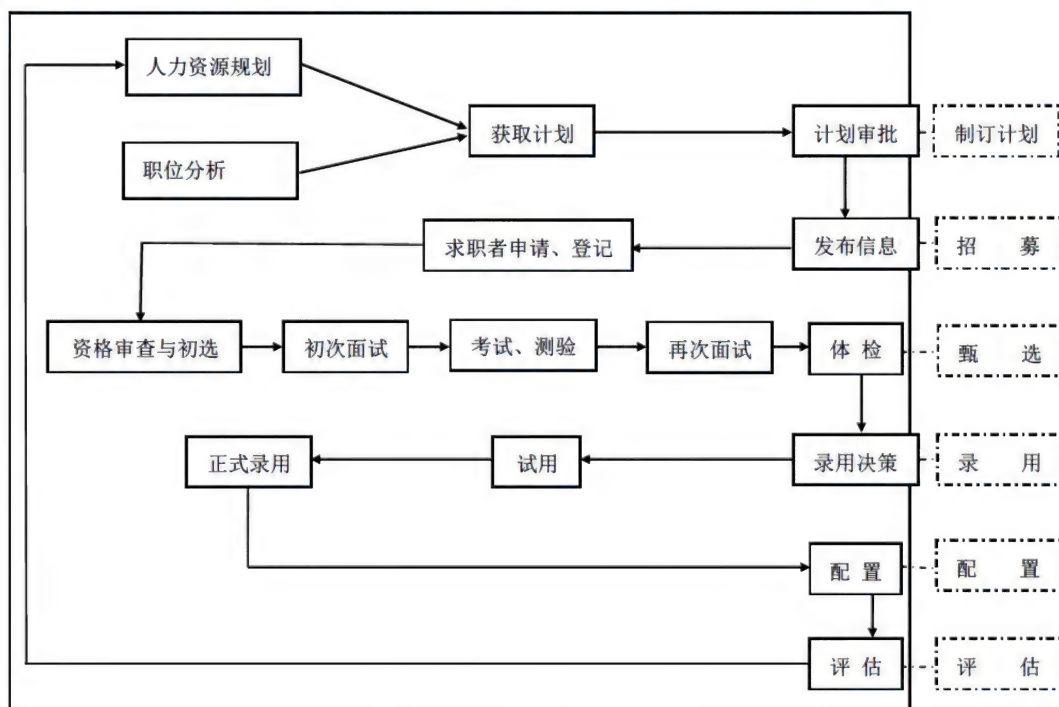 人力资源规划
获取计划
计划审批
制订计划
职位分析
求职者申请、登记
发布信息
招 募
资格审查与初选
初次面试
考试、测验
再次面试
体 检
甄 选
正式录用
试用
录用决策
录 用
配 置
配 置
评 估
评 估